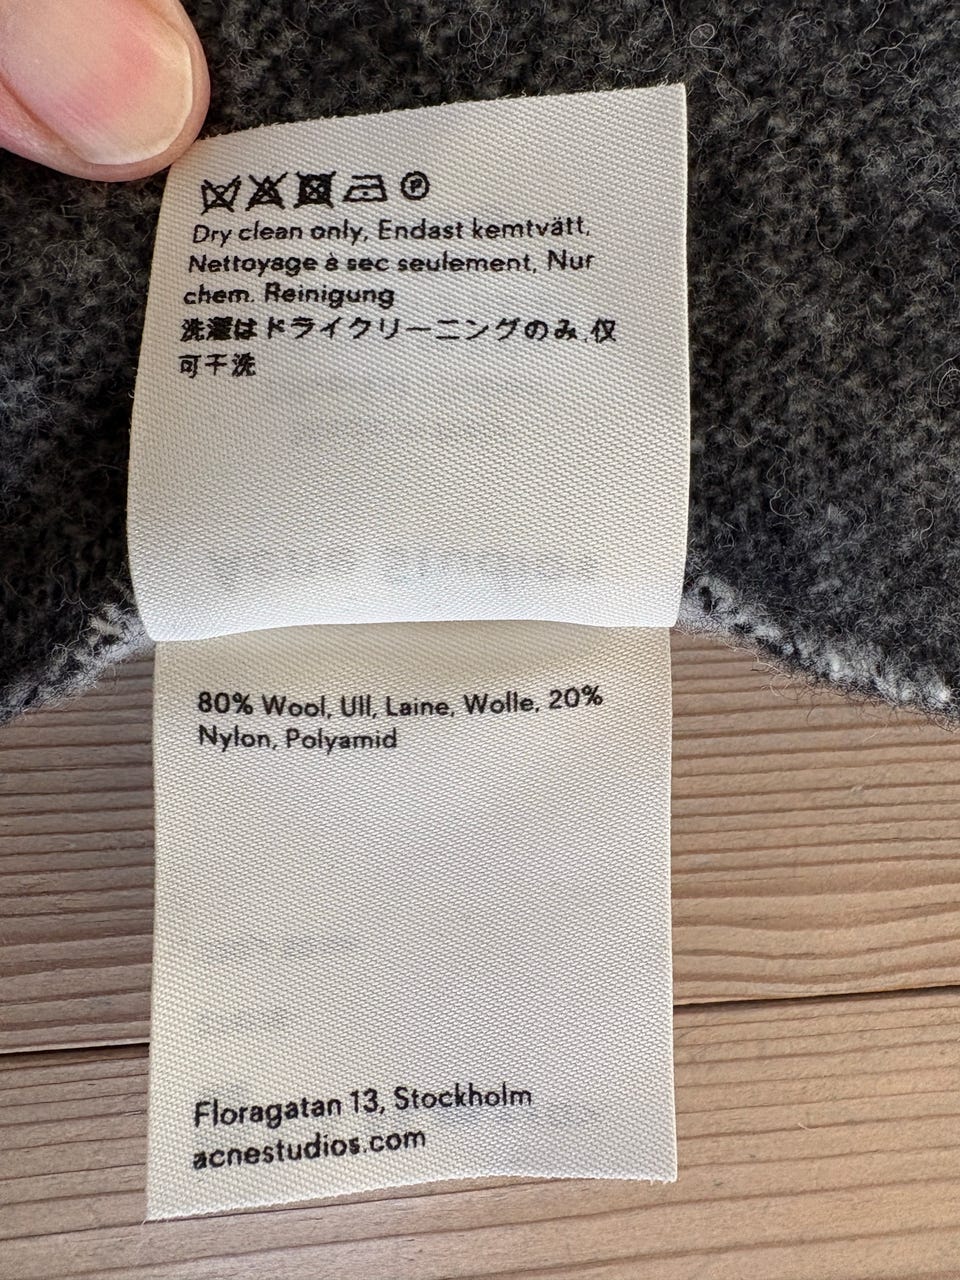 Dry clean only, Endast kemtvätt,
Nettoyage à sec seulement, Nur
chem. Reinigung
洗濯はドライクリーニングのみ,仅
可干洗
80% Wool, Ull, Laine, Wolle, 20%
Nylon, Polyamid
Floragatan 13, Stockholm
acnestudios.com